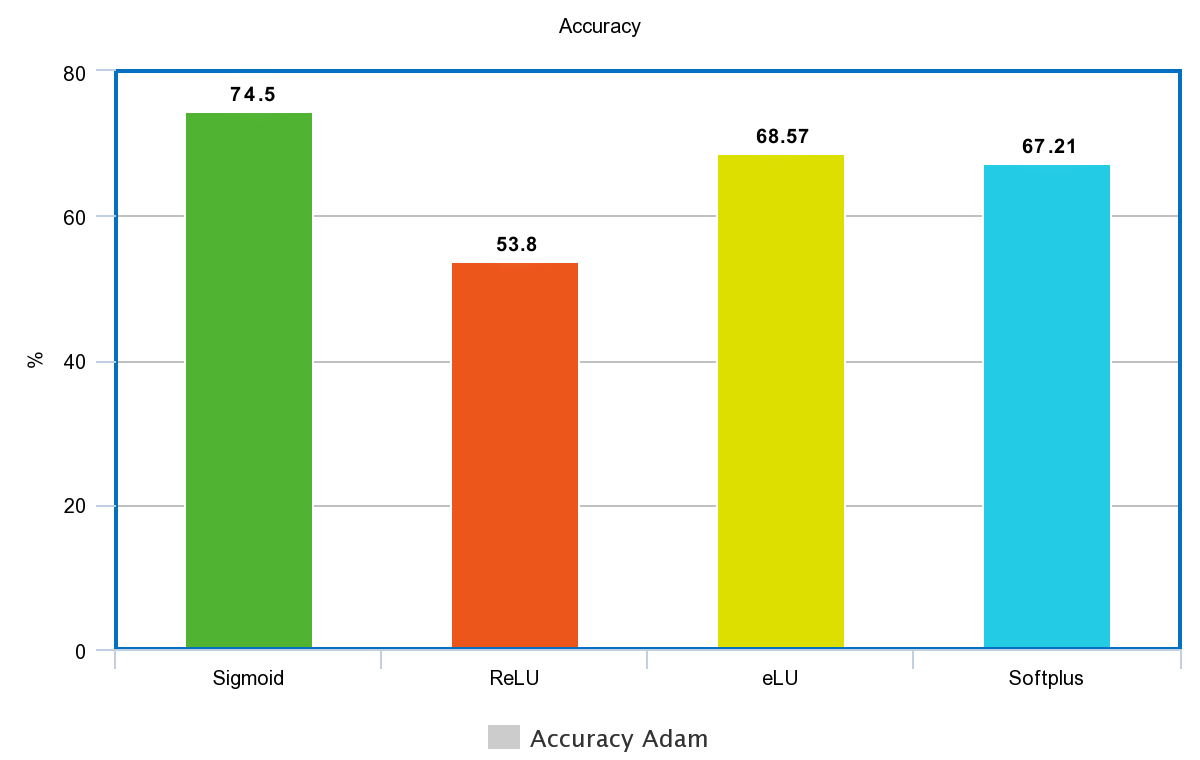 Accuracy
80
60
40
20
0
%
74.5
53.8
68.57
67.21
Sigmoid
ReLU
eLU
Softplus
Accuracy Adam